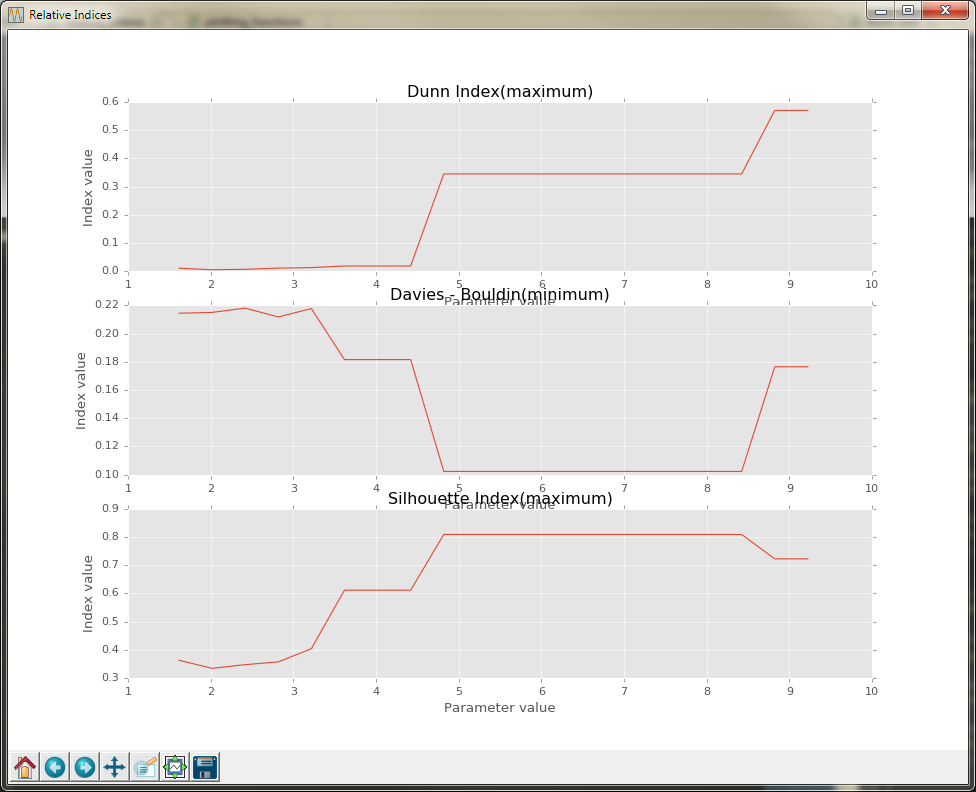 Relative Indices
Dunn Index(maximum)
Index value
0.6
0.5
0.4
0.3
0.2
0.1
0.0
1 2 3 4 5 6 7 8 9 10
Parameter value
Davies - Bouldin(minimum)
Index value
0.22
0.20
0.18
0.16
0.14
0.12
0.10
1 2 3 4 5 6 7 8 9 10
Parameter value
Silhouette Index(maximum)
Index value
0.9
0.8
0.7
0.6
0.5
0.4
0.3
1 2 3 4 5 6 7 8 9 10
Parameter value